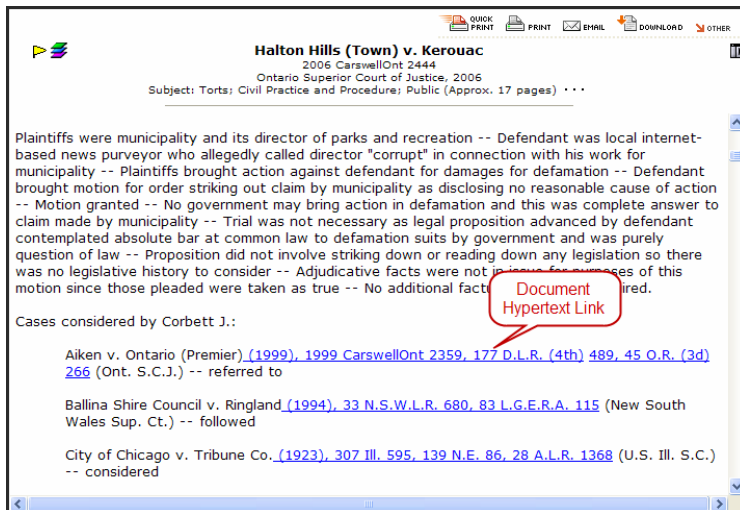 QUICK PRINT PRINT EMAIL DOWNLOAD OTHER
Halton Hills (Town) v. Kerouac
2006 CarswellOnt 2444
Ontario Superior Court of Justice, 2006
Subject: Torts; Civil Practice and Procedure; Public (Approx. 17 pages) • • •
Plaintiffs were municipality and its director of parks and recreation -- Defendant was local internet-
based news purveyor who allegedly called director "corrupt" in connection with his work for
municipality -- Plaintiffs brought action against defendant for damages for defamation -- Defendant
brought motion for order striking out claim by municipality as disclosing no reasonable cause of action
-- Motion granted -- No government may bring action in defamation and this was complete answer to
claim made by municipality -- Trial was not necessary as legal proposition advanced by defendant
contemplated absolute bar at common law to defamation suits by government and was purely
question of law -- Proposition did not involve striking down or reading down any legislation so there
was no legislative history to consider -- Adjudicative facts were not in issue for purposes of this
motion since those pleaded were taken as true -- No additional
Document
Hypertext Link
Cases considered by Corbett J.:
Aiken v. Ontario (Premier) (1999), 1999 CarswellOnt 2359, 177 D.L.R. (4th) 489, 45 O.R. (3d)
266 (Ont. S.C.J.) -- referred to
Ballina Shire Council v. Ringland (1994), 33 N.S.W.L.R. 680, 83 L.G.E.R.A. 115 (New South
Wales Sup. Ct.) -- followed
City of Chicago v. Tribune Co. (1923), 307 Ill. 595, 139 N.E. 86, 28 A.L.R. 1368 (U.S. Ill. S.C.)
-- considered